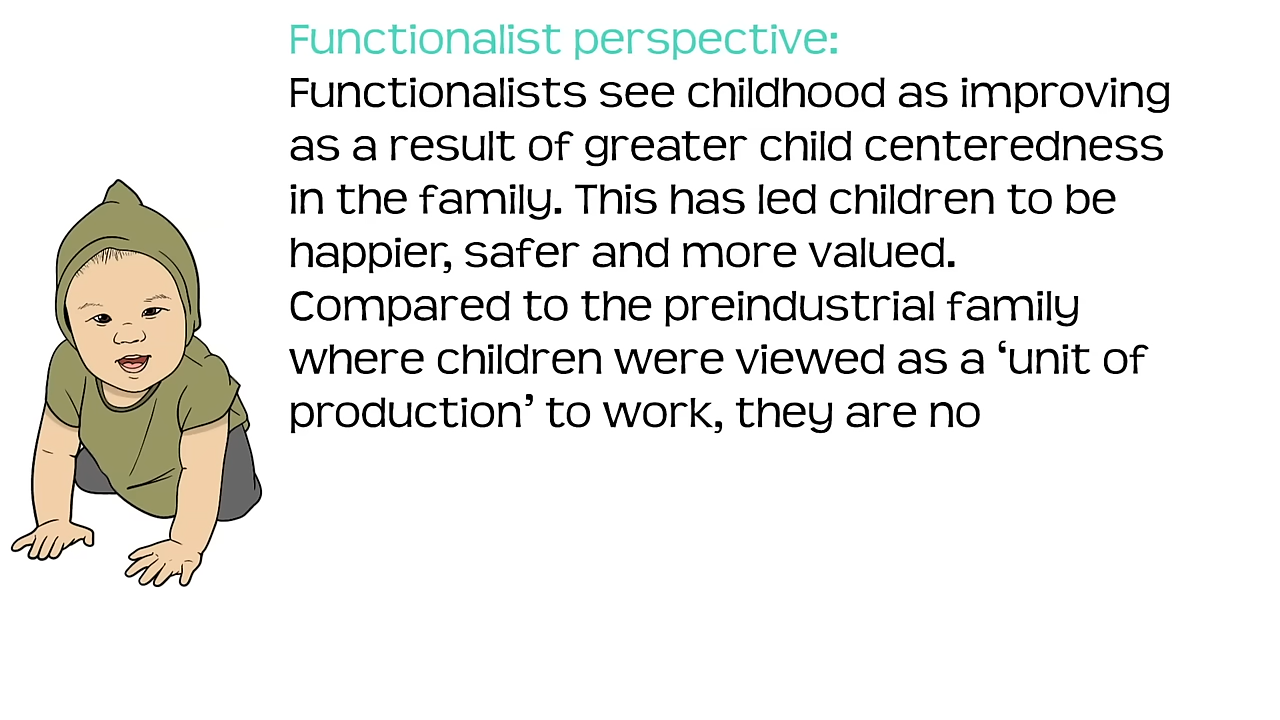 Functionalist perspective:
Functionalists see childhood as improving
as a result of greater child centeredness
in the family. This has led children to be
happier, safer and more valued.
Compared to the preindustrial family
where children were viewed as a ‘unit of
production’ to work, they are no